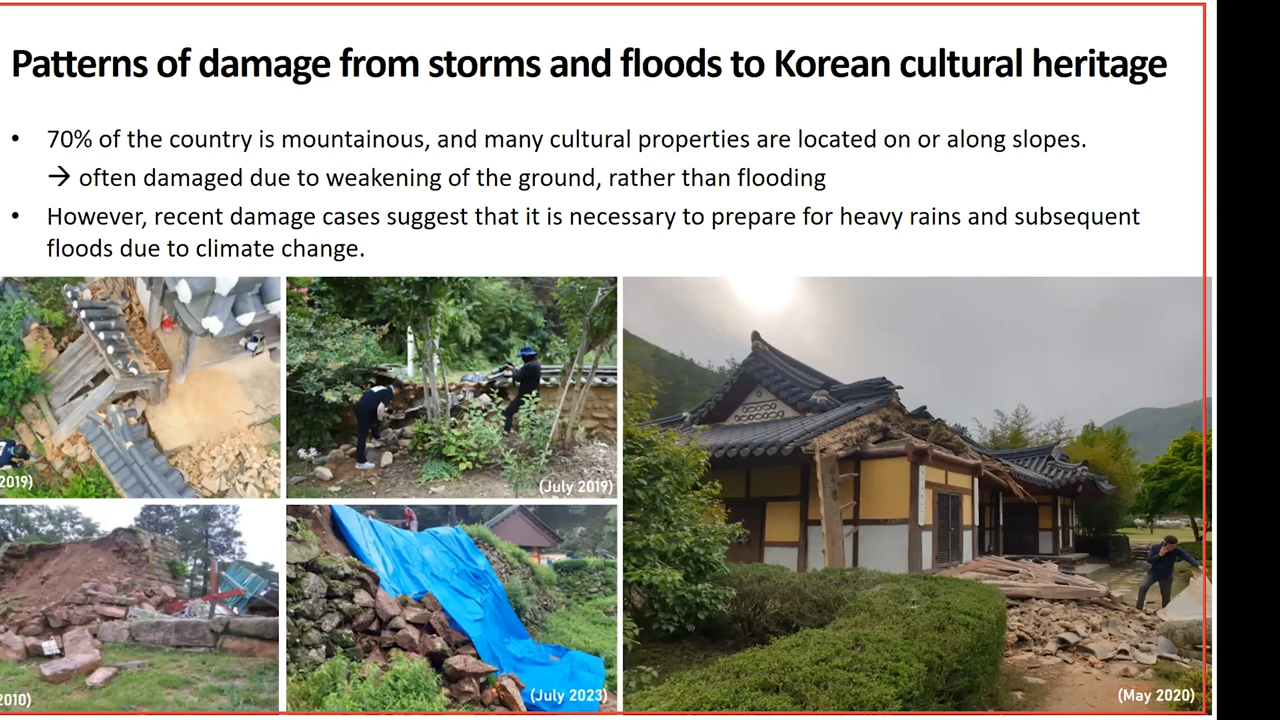 Patterns of damage from storms and floods to Korean cultural heritage
• 70% of the country is mountainous, and many cultural properties are located on or along slopes.
→ often damaged due to weakening of the ground, rather than flooding
• However, recent damage cases suggest that it is necessary to prepare for heavy rains and subsequent
floods due to climate change.
2019)
(July 2019)
2010)
(July 2023)
(May 2020)